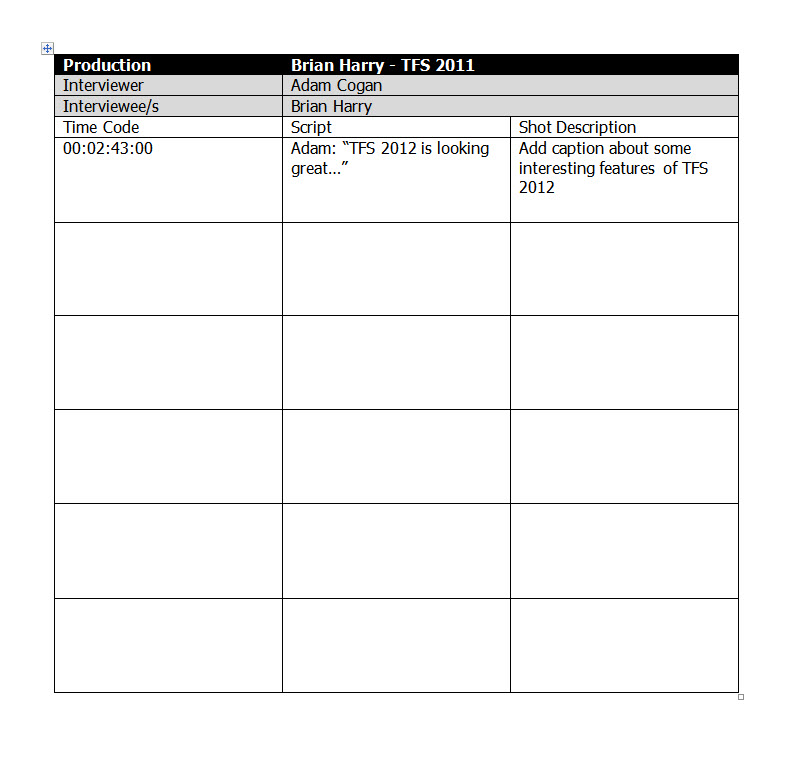 Production Brian Harry - TFS 2011
Interviewer Adam Cogan
Interviewee/s Brian Harry
Time Code Script Shot Description
00:02:43:00 Adam: “TFS 2012 is looking Add caption about some
great…” interesting features of TFS
2012